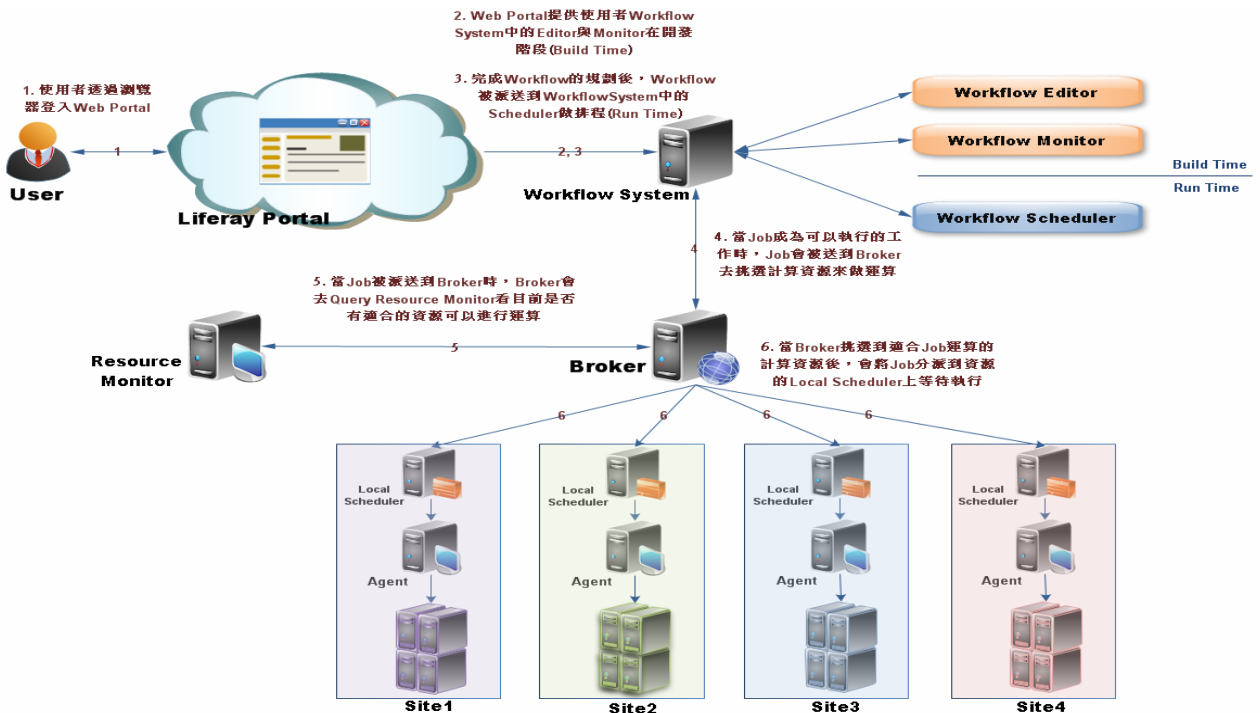 2. Web Portal提供使用者Workflow
System中的Editor與Monitor在開發
階段(Build Time)
3. 完成Workflow的規劃後，Workflow
被派送到WorkflowSystem中的
Scheduler做排程(Run Time)
1. 使用者透過瀏覽
器登入Web Portal
1
User
Liferay Portal
2, 3
Workflow System
Workflow Editor
Workflow Monitor
Build Time
Run Time
Workflow Scheduler
4
4. 當Job成為可以執行的工
作時，Job會被送到Broker
去挑選計算資源來做運算
5. 當Job被派送到Broker時，Broker會
去Query Resource Monitor看目前是否
有適合的資源可以進行運算
5
Resource
Monitor
Broker
6. 當Broker挑選到適合Job運算的
計算資源後，會將Job分派到資源
的Local Scheduler上等待執行
6
6
6
6
Local
Scheduler
Agent
Site1
Local
Scheduler
Agent
Site2
Local
Scheduler
Agent
Site3
Local
Scheduler
Agent
Site4